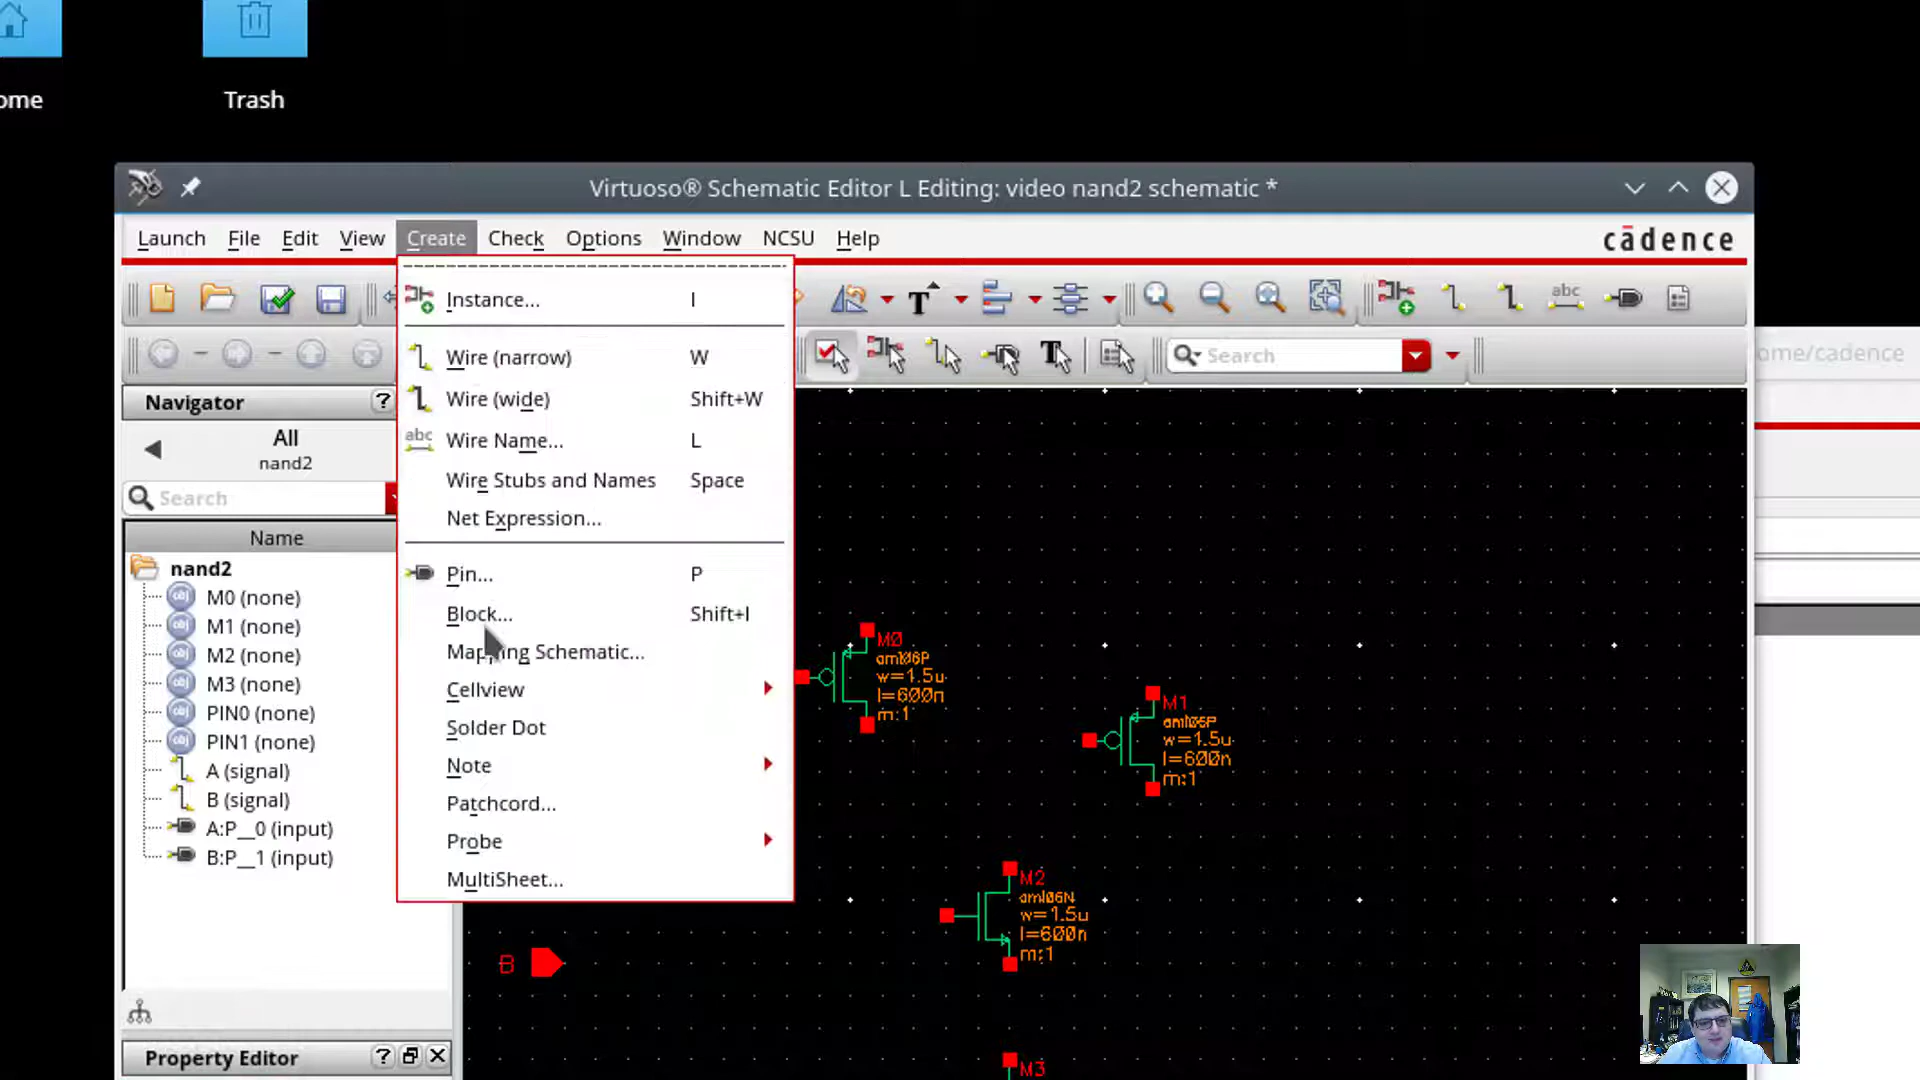 ome
Trash
Virtuoso® Schematic Editor L Editing: video nand2 schematic *
Launch File Edit View Create Check Options Window NCSU Help
cādence
Instance... I
Wire (narrow) W
Wire (wide) Shift+W
abc Wire Name... L
Wire Stubs and Names Space
Net Expression...
Pin... P
Block... Shift+I
Mapping Schematic...
Cellview
Solder Dot
Note
Patchcord...
Probe
MultiSheet...
T abc
T Search
ome/cadence
Navigator ?
All
nand2
Search
Name
nand2
M0 (none)
M1 (none)
M2 (none)
M3 (none)
PIN0 (none)
PIN1 (none)
A (signal)
B (signal)
A:P__0 (input)
B:P__1 (input)
Property Editor ?
M0
ami06P
w=1.5u
l=600n
m:1
M1
ami06P
w=1.5u
l=600n
m:1
M2
ami06N
w=1.5u
l=600n
m:1
B
M3